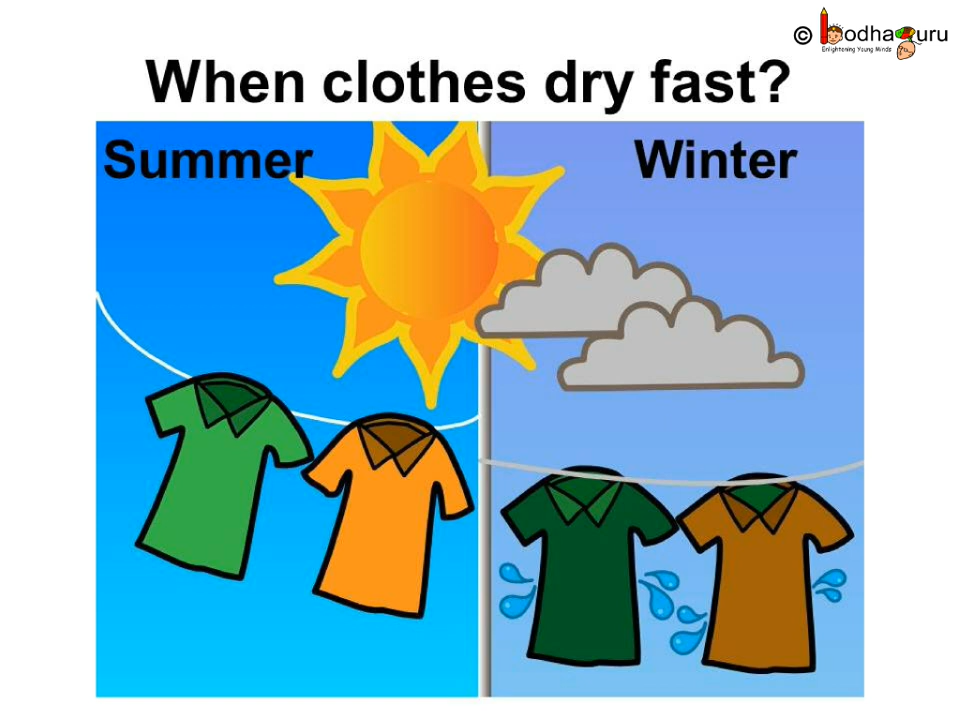 © BodhaGuru
Enlightening Young Minds
When clothes dry fast?
Summer
Winter